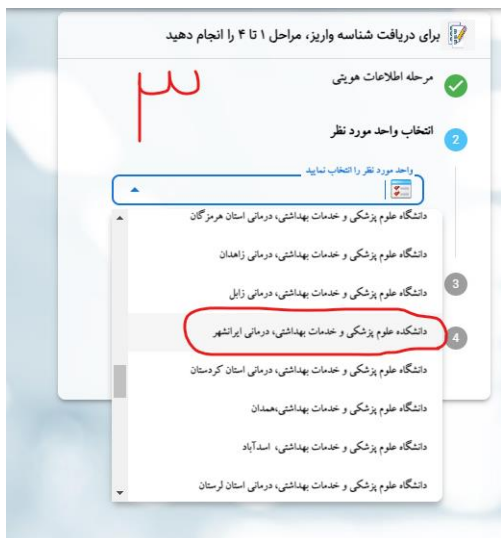 برای دریافت شناسه واریز، مراحل ۱ تا ۴ را انجام دهید
۳
مرحله اطلاعات هویتی
2
انتخاب واحد مورد نظر
واحد مورد نظر را انتخاب نمایید
دانشگاه علوم پزشکی و خدمات بهداشتی، درمانی استان هرمزگان
دانشگاه علوم پزشکی و خدمات بهداشتی، درمانی زاهدان
3
دانشگاه علوم پزشکی و خدمات بهداشتی، درمانی زابل
دانشکده علوم پزشکی و خدمات بهداشتی، درمانی ایرانشهر
4
دانشگاه علوم پزشکی و خدمات بهداشتی، درمانی استان کردستان
دانشگاه علوم پزشکی و خدمات بهداشتی،همدان
دانشگاه علوم پزشکی و خدمات بهداشتی، اسدآباد
دانشگاه علوم پزشکی و خدمات بهداشتی، درمانی استان لرستان